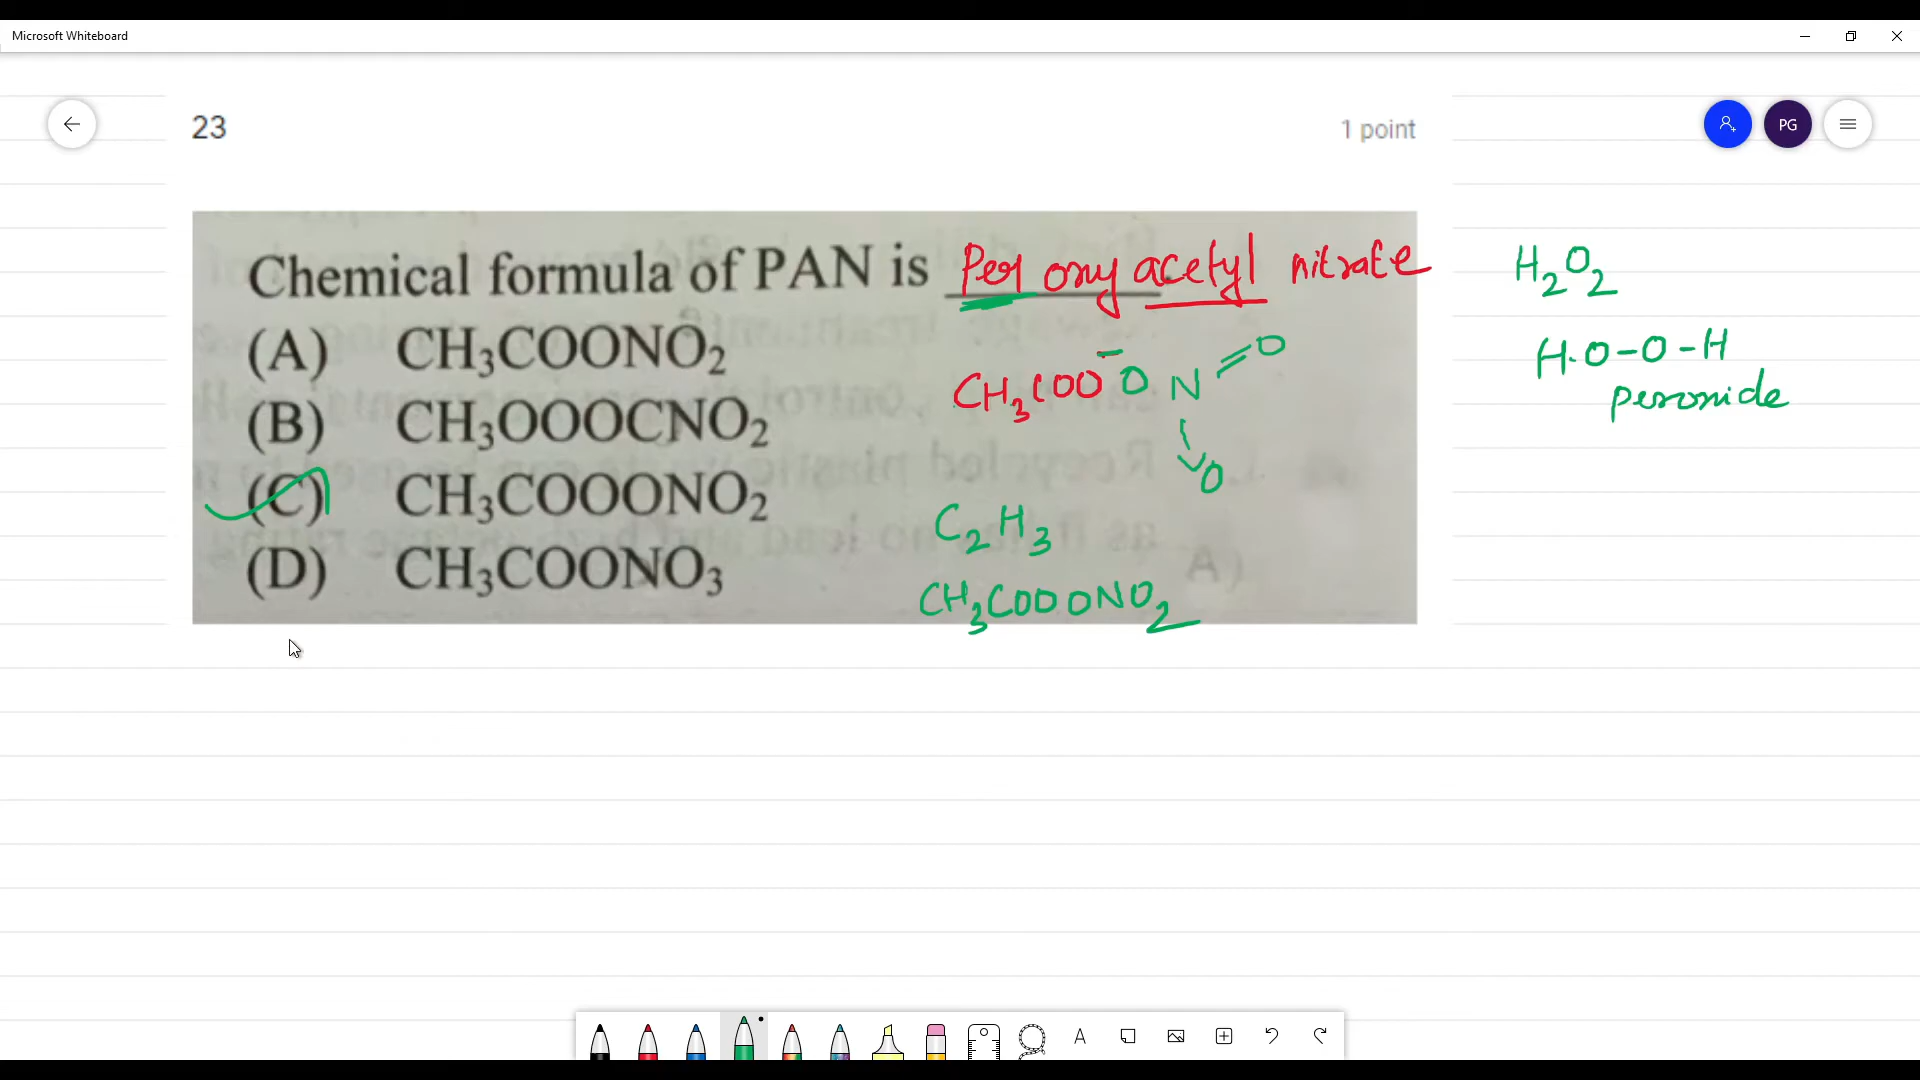 Microsoft Whiteboard
23
1 point
PG
Chemical formula of PAN is Per oxy acetyl nitrate
(A) CH₃COONO₂
(B) CH₃OOOCNO₂
(C) CH₃COOONO₂
(D) CH₃COONO₃
CH₃COO⁻ O N =O
O
C₂H₃
CH₃COOONO₂
H₂O₂
H-O-O-H
peroxide
A